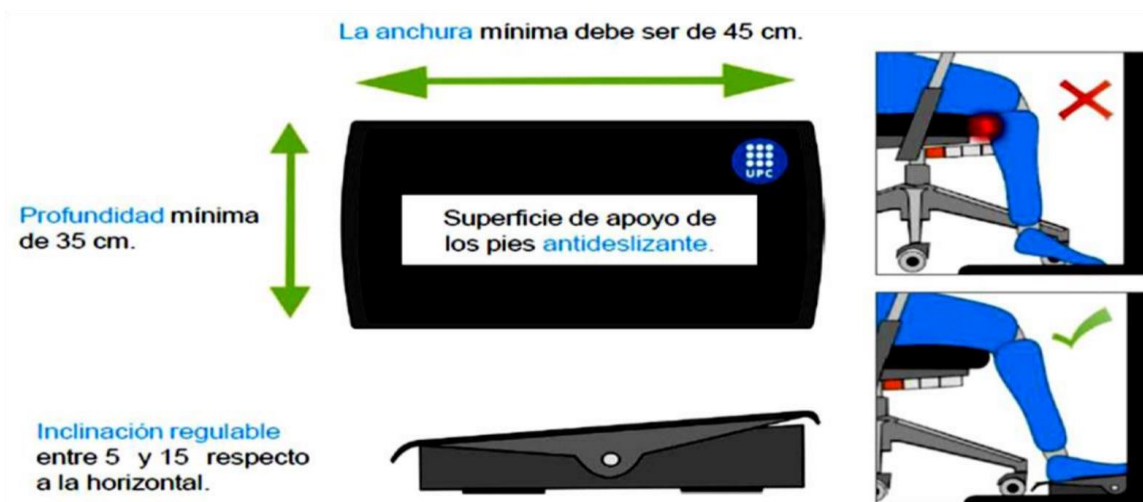 La anchura mínima debe ser de 45 cm.
UPC
Profundidad mínima
de 35 cm.
Superficie de apoyo de
los pies antideslizante.
Inclinación regulable
entre 5 y 15 respecto
a la horizontal.